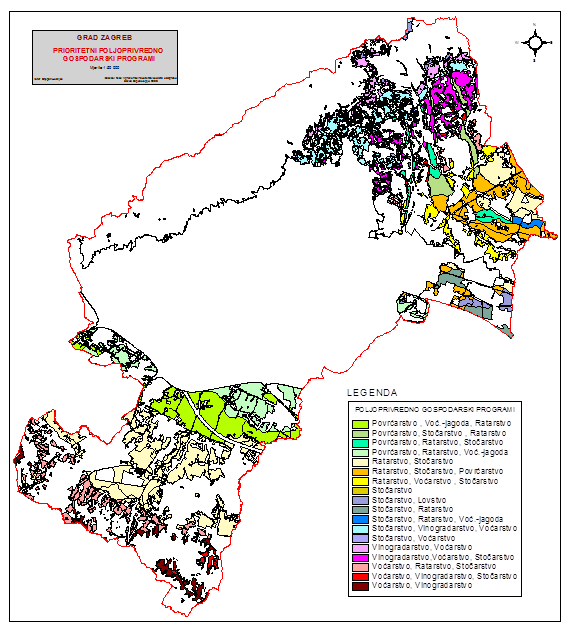 GRAD ZAGREB
PRIORITETNI POLJOPRIVREDNO
GOSPODARSKI PROGRAMI
N
LEGENDA
POLJOPRIVREDNO GOSPODARSKI PROGRAMI
Povrćarstvo , Voć.-jagoda, Ratarstvo
Povrćarstvo, Stočarstvo , Ratarstvo
Povrćarstvo, Ratarstvo, Stočarstvo
Povrćarstvo, Ratarstvo, Voć.-jagoda
Ratarstvo, Stočarstvo
Ratarstvo, Stočarstvo , Povrćarstvo
Ratarstvo, Voćarstvo , Stočarstvo
Stočarstvo
Stočarstvo, Lovstvo
Stočarstvo, Ratarstvo
Stočarstvo, Ratarstvo, Voć.-jagoda
Stočarstvo, Vinogradarstvo, Voćarstvo
Stočarstvo, Voćarstvo
Vinogradarstvo, Voćarstvo
Vinogradarstvo,Voćarstvo, Stočarstvo
Voćarstvo, Ratarstvo, Stočarstvo
Voćarstvo, Vinogradarstvo, Stočarstvo
Voćarstvo, Vinogradarstvo